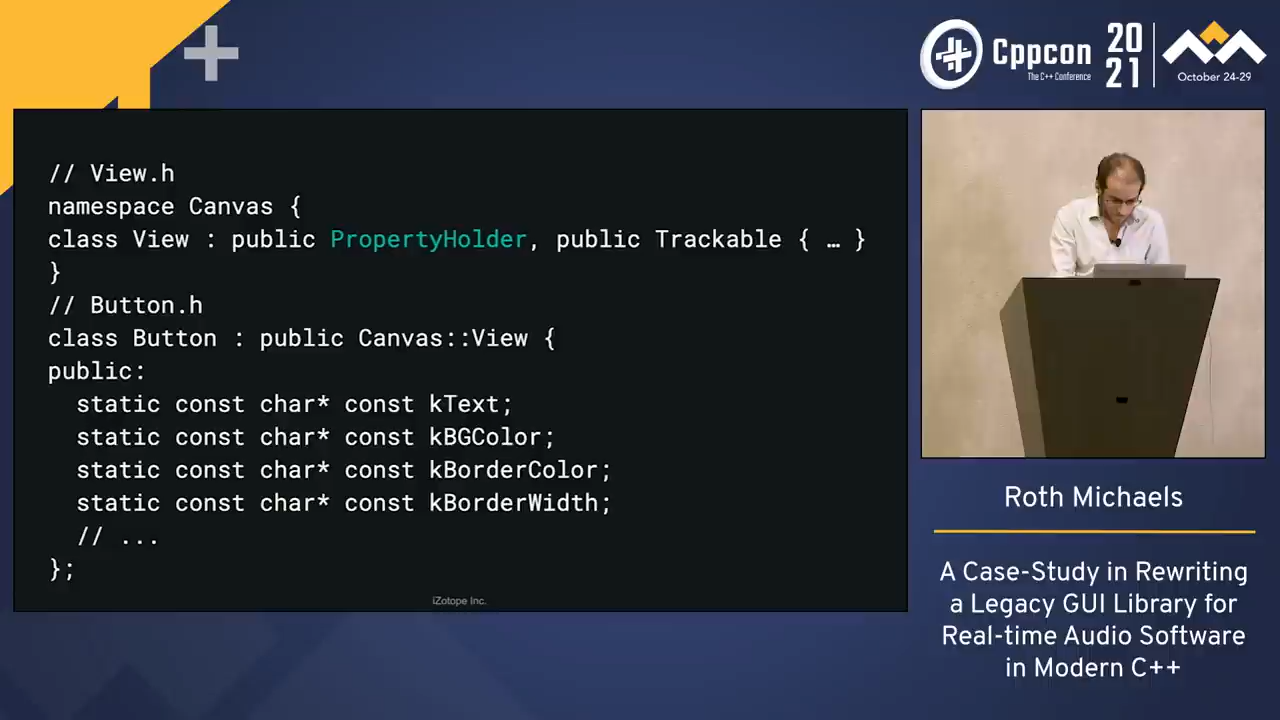 Cppcon
The C++ Conference
20
21
October 24-29
// View.h
namespace Canvas {
class View : public PropertyHolder, public Trackable { … }
}
// Button.h
class Button : public Canvas::View {
public:
  static const char* const kText;
  static const char* const kBGColor;
  static const char* const kBorderColor;
  static const char* const kBorderWidth;
  // ...
};
iZotope Inc.
Roth Michaels
A Case-Study in Rewriting
a Legacy GUI Library for
Real-time Audio Software
in Modern C++